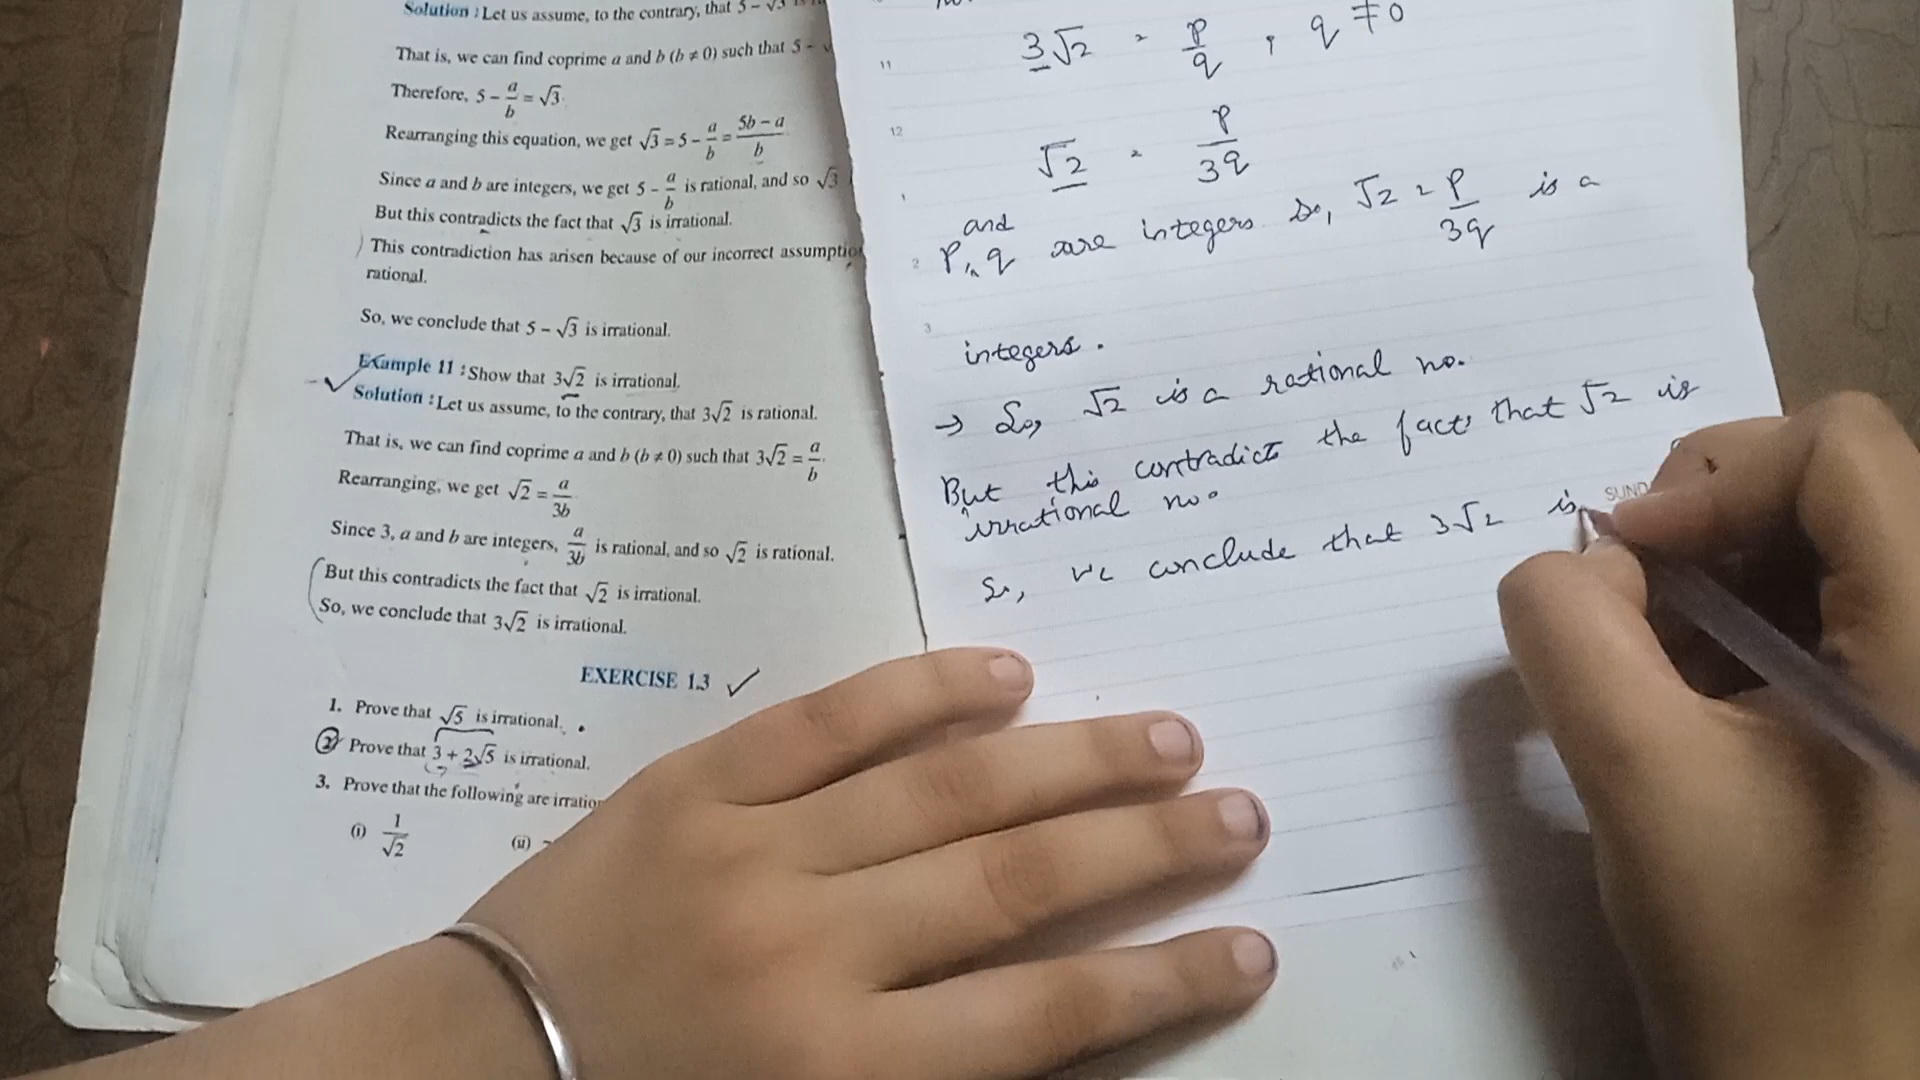 Solution : Let us assume, to the contrary, that 5 – √3
That is, we can find coprime a and b (b ≠ 0) such that 5 –
Therefore, 5 – a/b = √3.
Rearranging this equation, we get √3 = 5 – a/b = (5b – a)/b
Since a and b are integers, we get 5 – a/b is rational, and so √3
But this contradicts the fact that √3 is irrational.
This contradiction has arisen because of our incorrect assumptio
rational.
So, we conclude that 5 – √3 is irrational.
Example 11 : Show that 3√2 is irrational.
Solution : Let us assume, to the contrary, that 3√2 is rational.
That is, we can find coprime a and b (b ≠ 0) such that 3√2 = a/b.
Rearranging, we get √2 = a/3b
Since 3, a and b are integers, a/3b is rational, and so √2 is rational.
But this contradicts the fact that √2 is irrational.
So, we conclude that 3√2 is irrational.
EXERCISE 1.3
1. Prove that √5 is irrational.
2. Prove that 3 + 2√5 is irrational.
3. Prove that the following are irratio
(i) 1/√2
(ii)
11
3√2 = p/q , q ≠ 0
12
√2 = p/3q
1
and
2
P, q are integers So, √2 = P/3q is a
3
integers.
→ So, √2 is a rational no.
But this contradicts the facts that √2 is
irrational no.
SUND
So, we conclude that 3√2 is